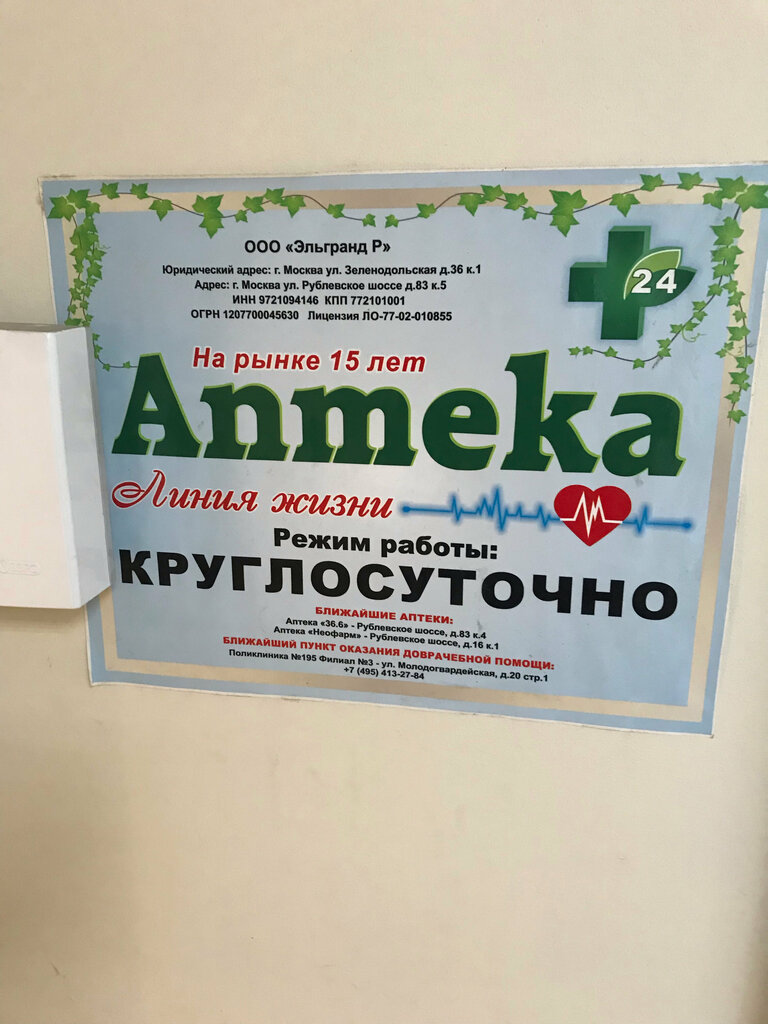 ООО «Эльгранд Р»
Юридический адрес: г. Москва ул. Зеленодольская д.36 к.1
Адрес: г. Москва ул. Рублевское шоссе д.83 к.5
ИНН 9721094146 КПП 772101001
ОГРН 1207700045630 Лицензия ЛО-77-02-010855
24
На рынке 15 лет
Аптека
Линия жизни
Режим работы:
КРУГЛОСУТОЧНО
БЛИЖАЙШИЕ АПТЕКИ:
Аптека «36.6» - Рублевское шоссе, д.83 к.4
Аптека «Неофарм» - Рублевское шоссе, д.16 к.1
БЛИЖАЙШИЙ ПУНКТ ОКАЗАНИЯ ДОВРАЧЕБНОЙ ПОМОЩИ:
Поликлиника №195 Филиал №3 - ул. Молодогвардейская, д.20 стр.1
+7 (495) 413-27-84